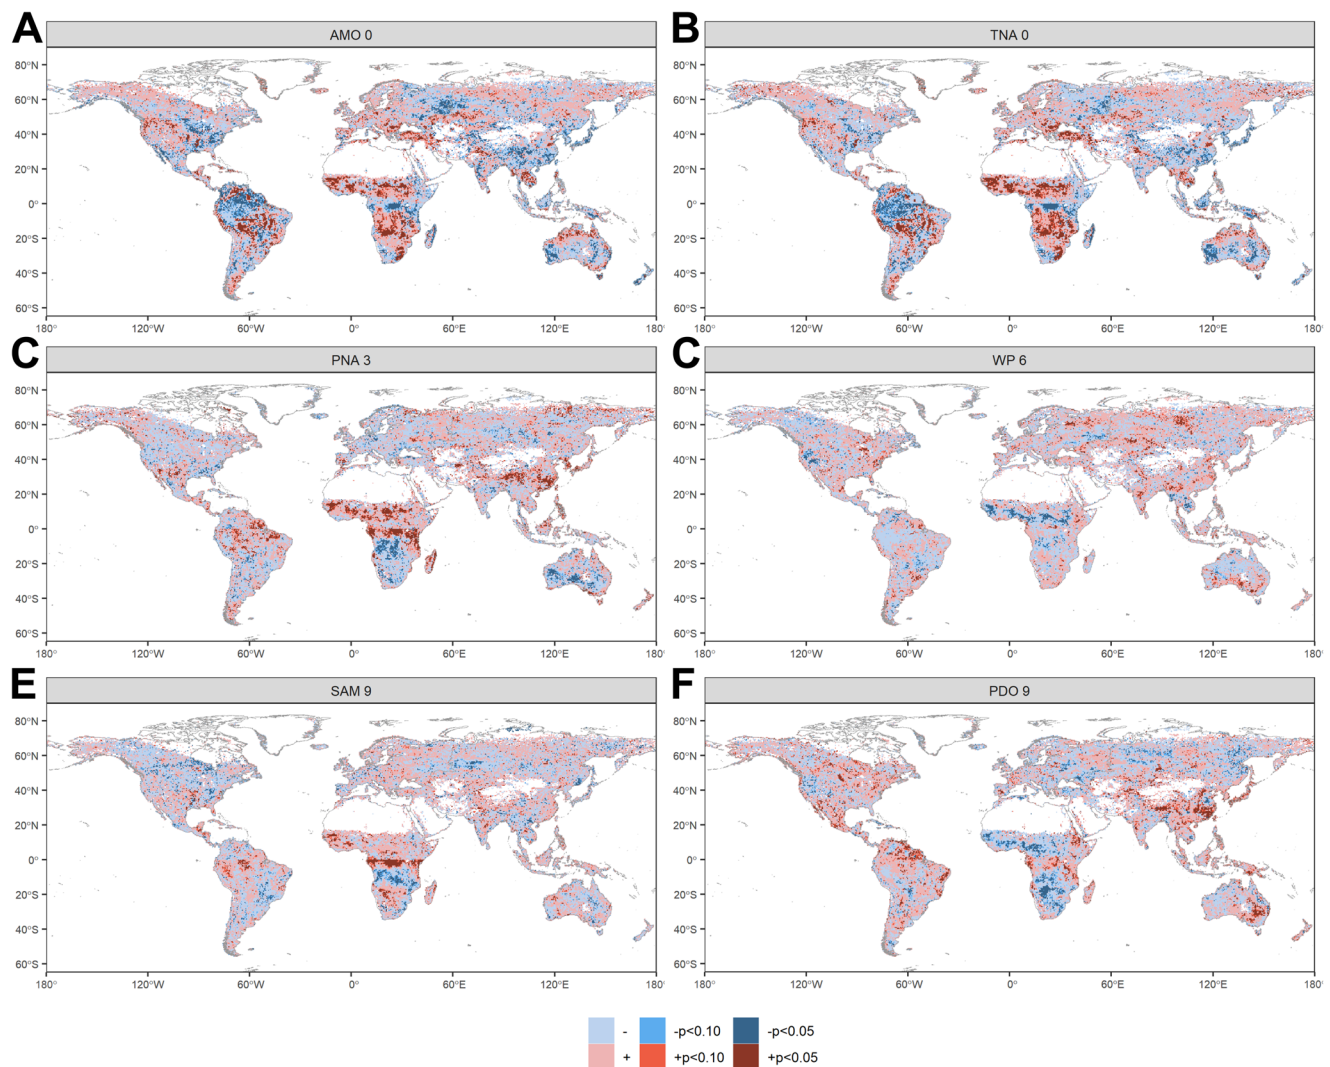 A
AMO 0
80°N
60°N
40°N
20°N
0°
20°S
40°S
60°S
180°
120°W
60°W
0°
60°E
120°E
180°
B
TNA 0
80°N
60°N
40°N
20°N
0°
20°S
40°S
60°S
180°
120°W
60°W
0°
60°E
120°E
180°
C
PNA 3
80°N
60°N
40°N
20°N
0°
20°S
40°S
60°S
180°
120°W
60°W
0°
60°E
120°E
180°
C
WP 6
80°N
60°N
40°N
20°N
0°
20°S
40°S
60°S
180°
120°W
60°W
0°
60°E
120°E
180°
E
SAM 9
80°N
60°N
40°N
20°N
0°
20°S
40°S
60°S
180°
120°W
60°W
0°
60°E
120°E
180°
F
PDO 9
80°N
60°N
40°N
20°N
0°
20°S
40°S
60°S
180°
120°W
60°W
0°
60°E
120°E
180°
- -p<0.10 -p<0.05
+ +p<0.10 +p<0.05